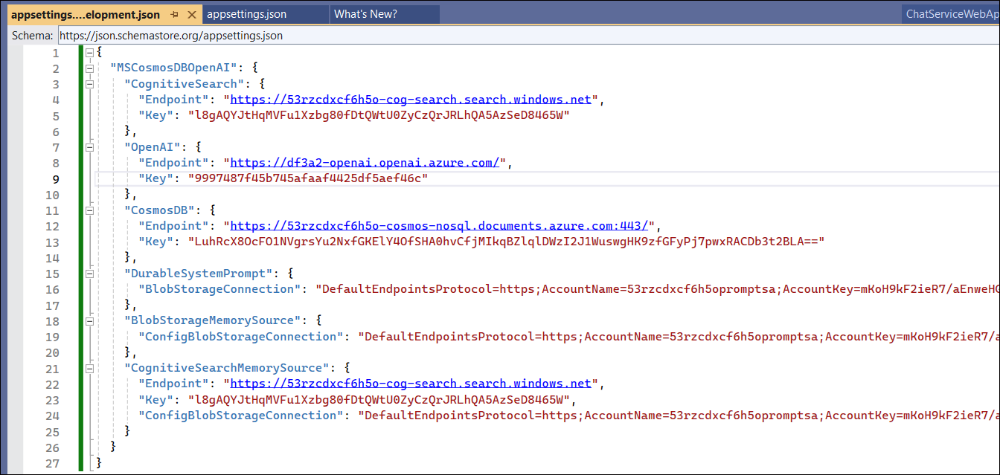 appsettings....elopment.json appsettings.json What's New? ChatServiceWebAp
Schema: https://json.schemastore.org/appsettings.json
1 {
2 "MSCosmosDBOpenAI": {
3 "CognitiveSearch": {
4 "Endpoint": "https://53rzcdxcf6h5o-cog-search.search.windows.net",
5 "Key": "l8gAQYJtHqMVFu1Xzbg80fDtQWtU0ZyCzQrJRLhQA5AzSeD8465W"
6 },
7 "OpenAI": {
8 "Endpoint": "https://df3a2-openai.openai.azure.com/",
9 "Key": "9997487f45b745afaaf4425df5aef46c"
10 },
11 "CosmosDB": {
12 "Endpoint": "https://53rzcdxcf6h5o-cosmos-nosql.documents.azure.com:443/",
13 "Key": "LuhRcX8OcFO1NVgrsYu2NxfGKElY4OfSHA0hvCfjMIkqBZlqlDWzI2J1WuswgHK9zfGFyPj7pwxRACDb3t2BLA=="
14 },
15 "DurableSystemPrompt": {
16 "BlobStorageConnection": "DefaultEndpointsProtocol=https;AccountName=53rzcdxcf6h5opromptsa;AccountKey=mKoH9kF2ieR7/aEnweHG
17 },
18 "BlobStorageMemorySource": {
19 "ConfigBlobStorageConnection": "DefaultEndpointsProtocol=https;AccountName=53rzcdxcf6h5opromptsa;AccountKey=mKoH9kF2ieR7/a
20 },
21 "CognitiveSearchMemorySource": {
22 "Endpoint": "https://53rzcdxcf6h5o-cog-search.search.windows.net",
23 "Key": "l8gAQYJtHqMVFu1Xzbg80fDtQWtU0ZyCzQrJRLhQA5AzSeD8465W",
24 "ConfigBlobStorageConnection": "DefaultEndpointsProtocol=https;AccountName=53rzcdxcf6h5opromptsa;AccountKey=mKoH9kF2ieR7/a
25 }
26 }
27 }